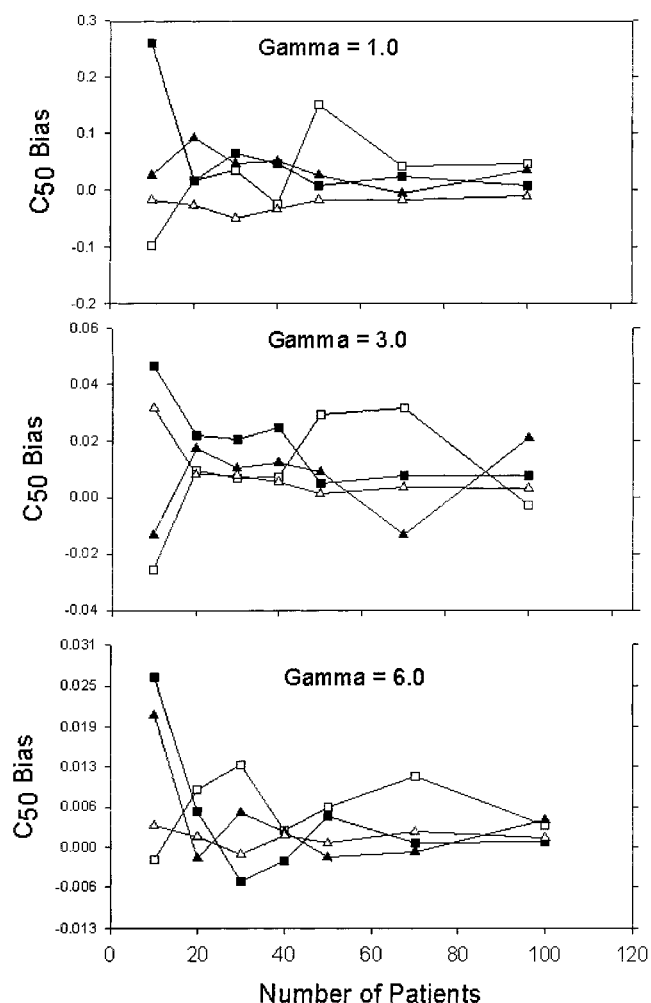 0.3
Gamma = 1.0
0.2
0.1
0.0
-0.1
-0.2
C50 Bias
0.06
Gamma = 3.0
0.04
0.02
0.00
-0.02
-0.04
C50 Bias
0.031
0.025
Gamma = 6.0
0.019
0.013
0.006
0.000
-0.006
-0.013
C50 Bias
0 20 40 60 80 100 120
Number of Patients